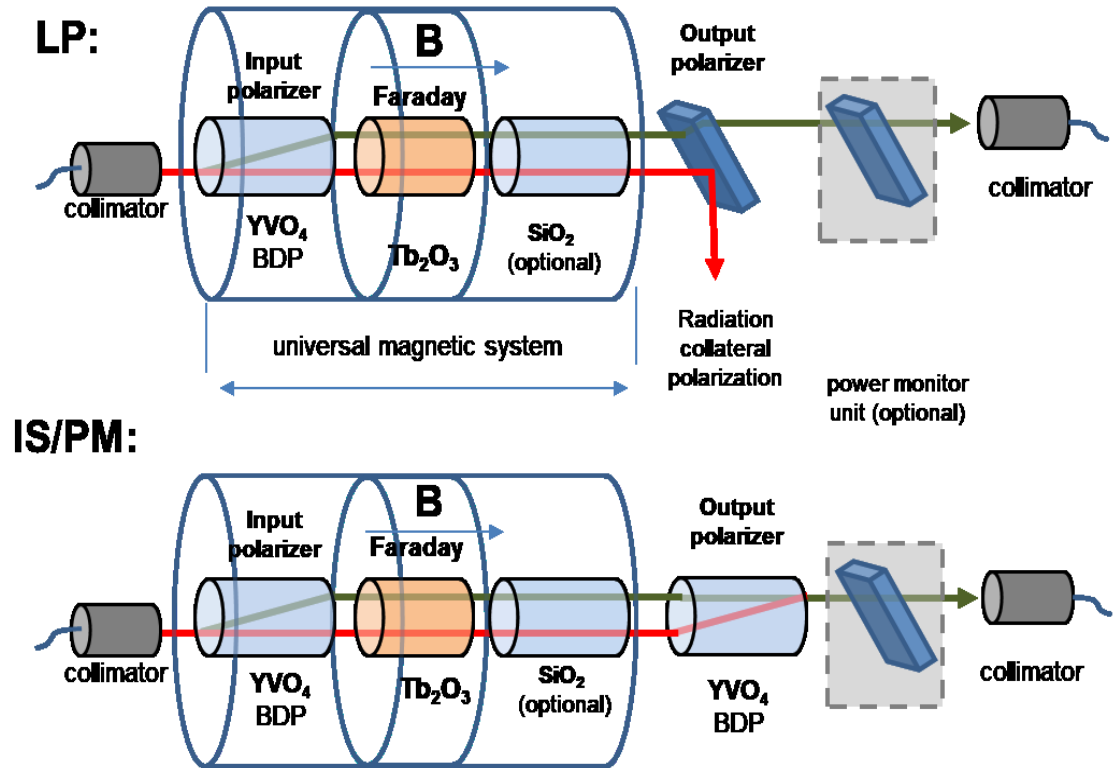 LP:
B
Input
polarizer
Faraday
Output
polarizer
collimator
collimator
YVO₄
BDP
Tb₂O₃
SiO₂
(optional)
universal magnetic system
Radiation
collateral
polarization
power monitor
unit (optional)
IS/PM:
B
Input
polarizer
Faraday
Output
polarizer
collimator
collimator
YVO₄
BDP
Tb₂O₃
SiO₂
(optional)
YVO₄
BDP